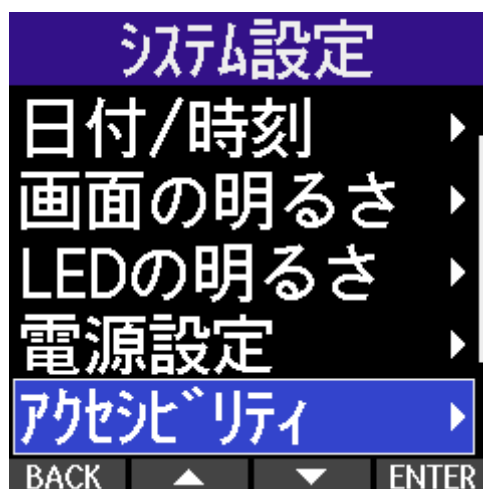 システム設定
日付/時刻
画面の明るさ
LEDの明るさ
電源設定
アクセシビリティ
BACK ENTER